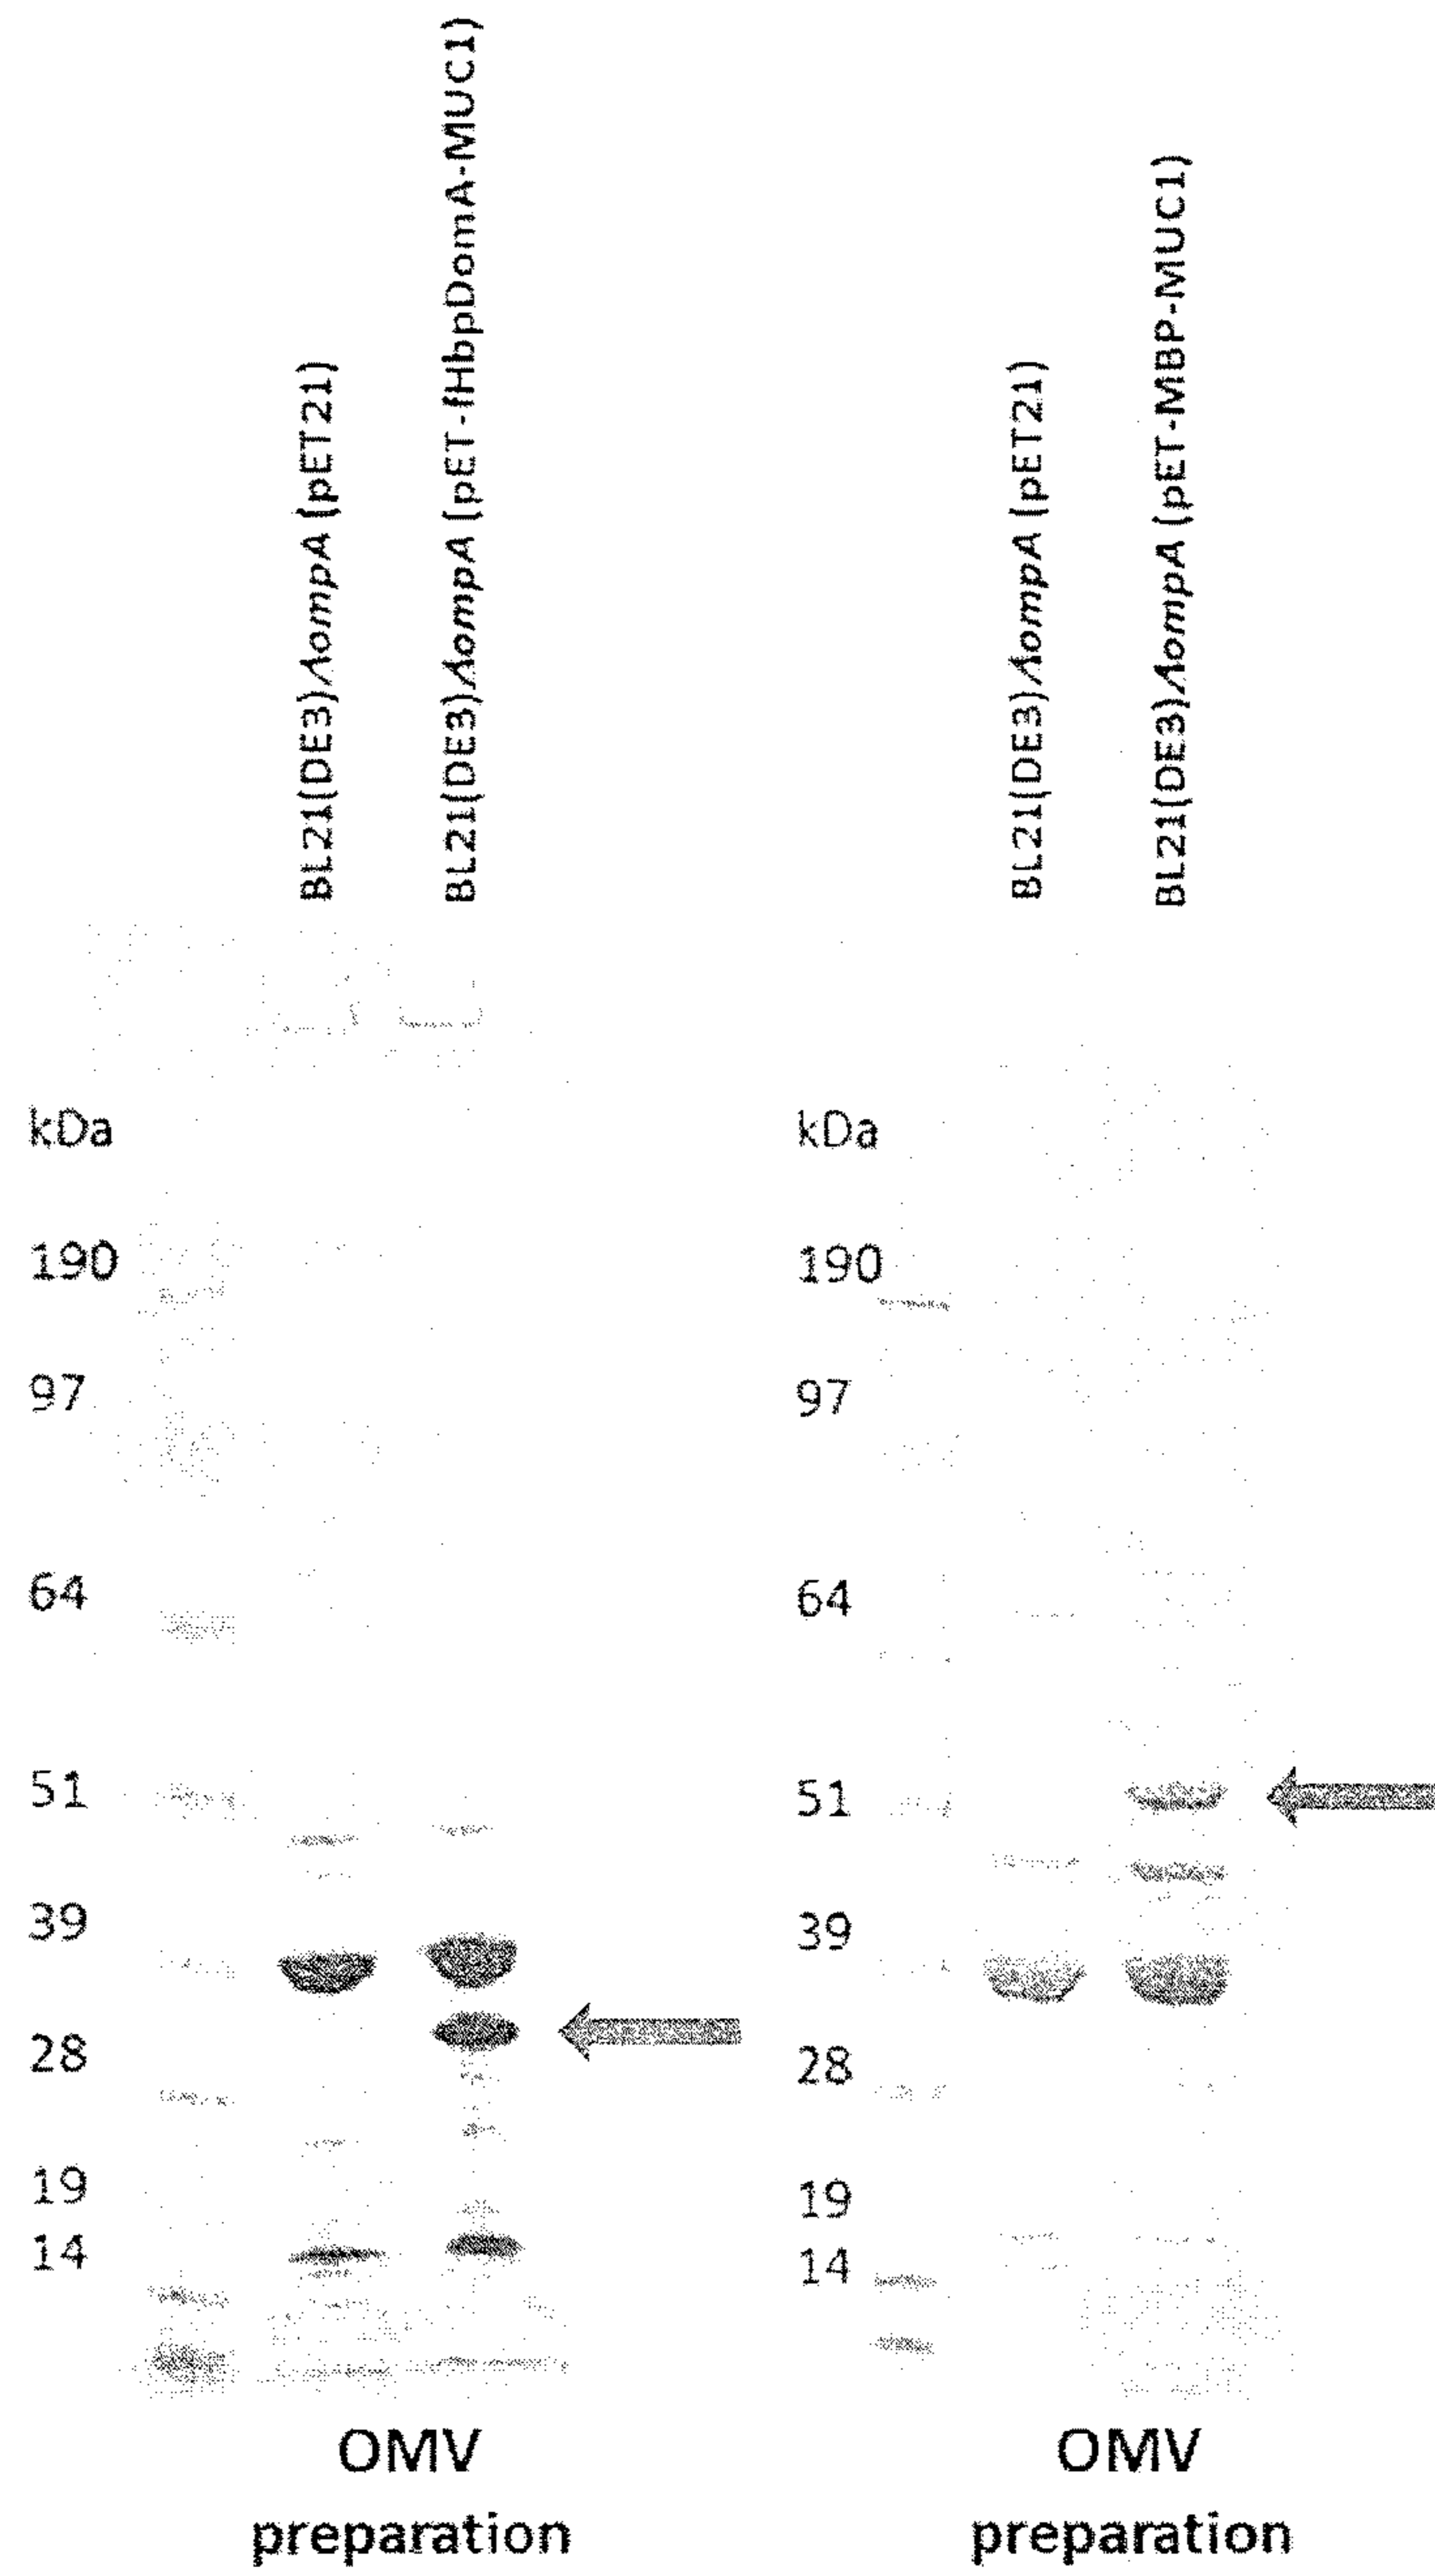 BL21(DE3)ΔompA (pET21)
BL21(DE3)ΔompA (pET-fHbpDomA-MUC1)
BL21(DE3)ΔompA (pET21)
BL21(DE3)ΔompA (pET-MBP-MUC1)
kDa
190
97
64
51
39
28
19
14
OMV
preparation
kDa
190
97
64
51
39
28
19
14
OMV
preparation